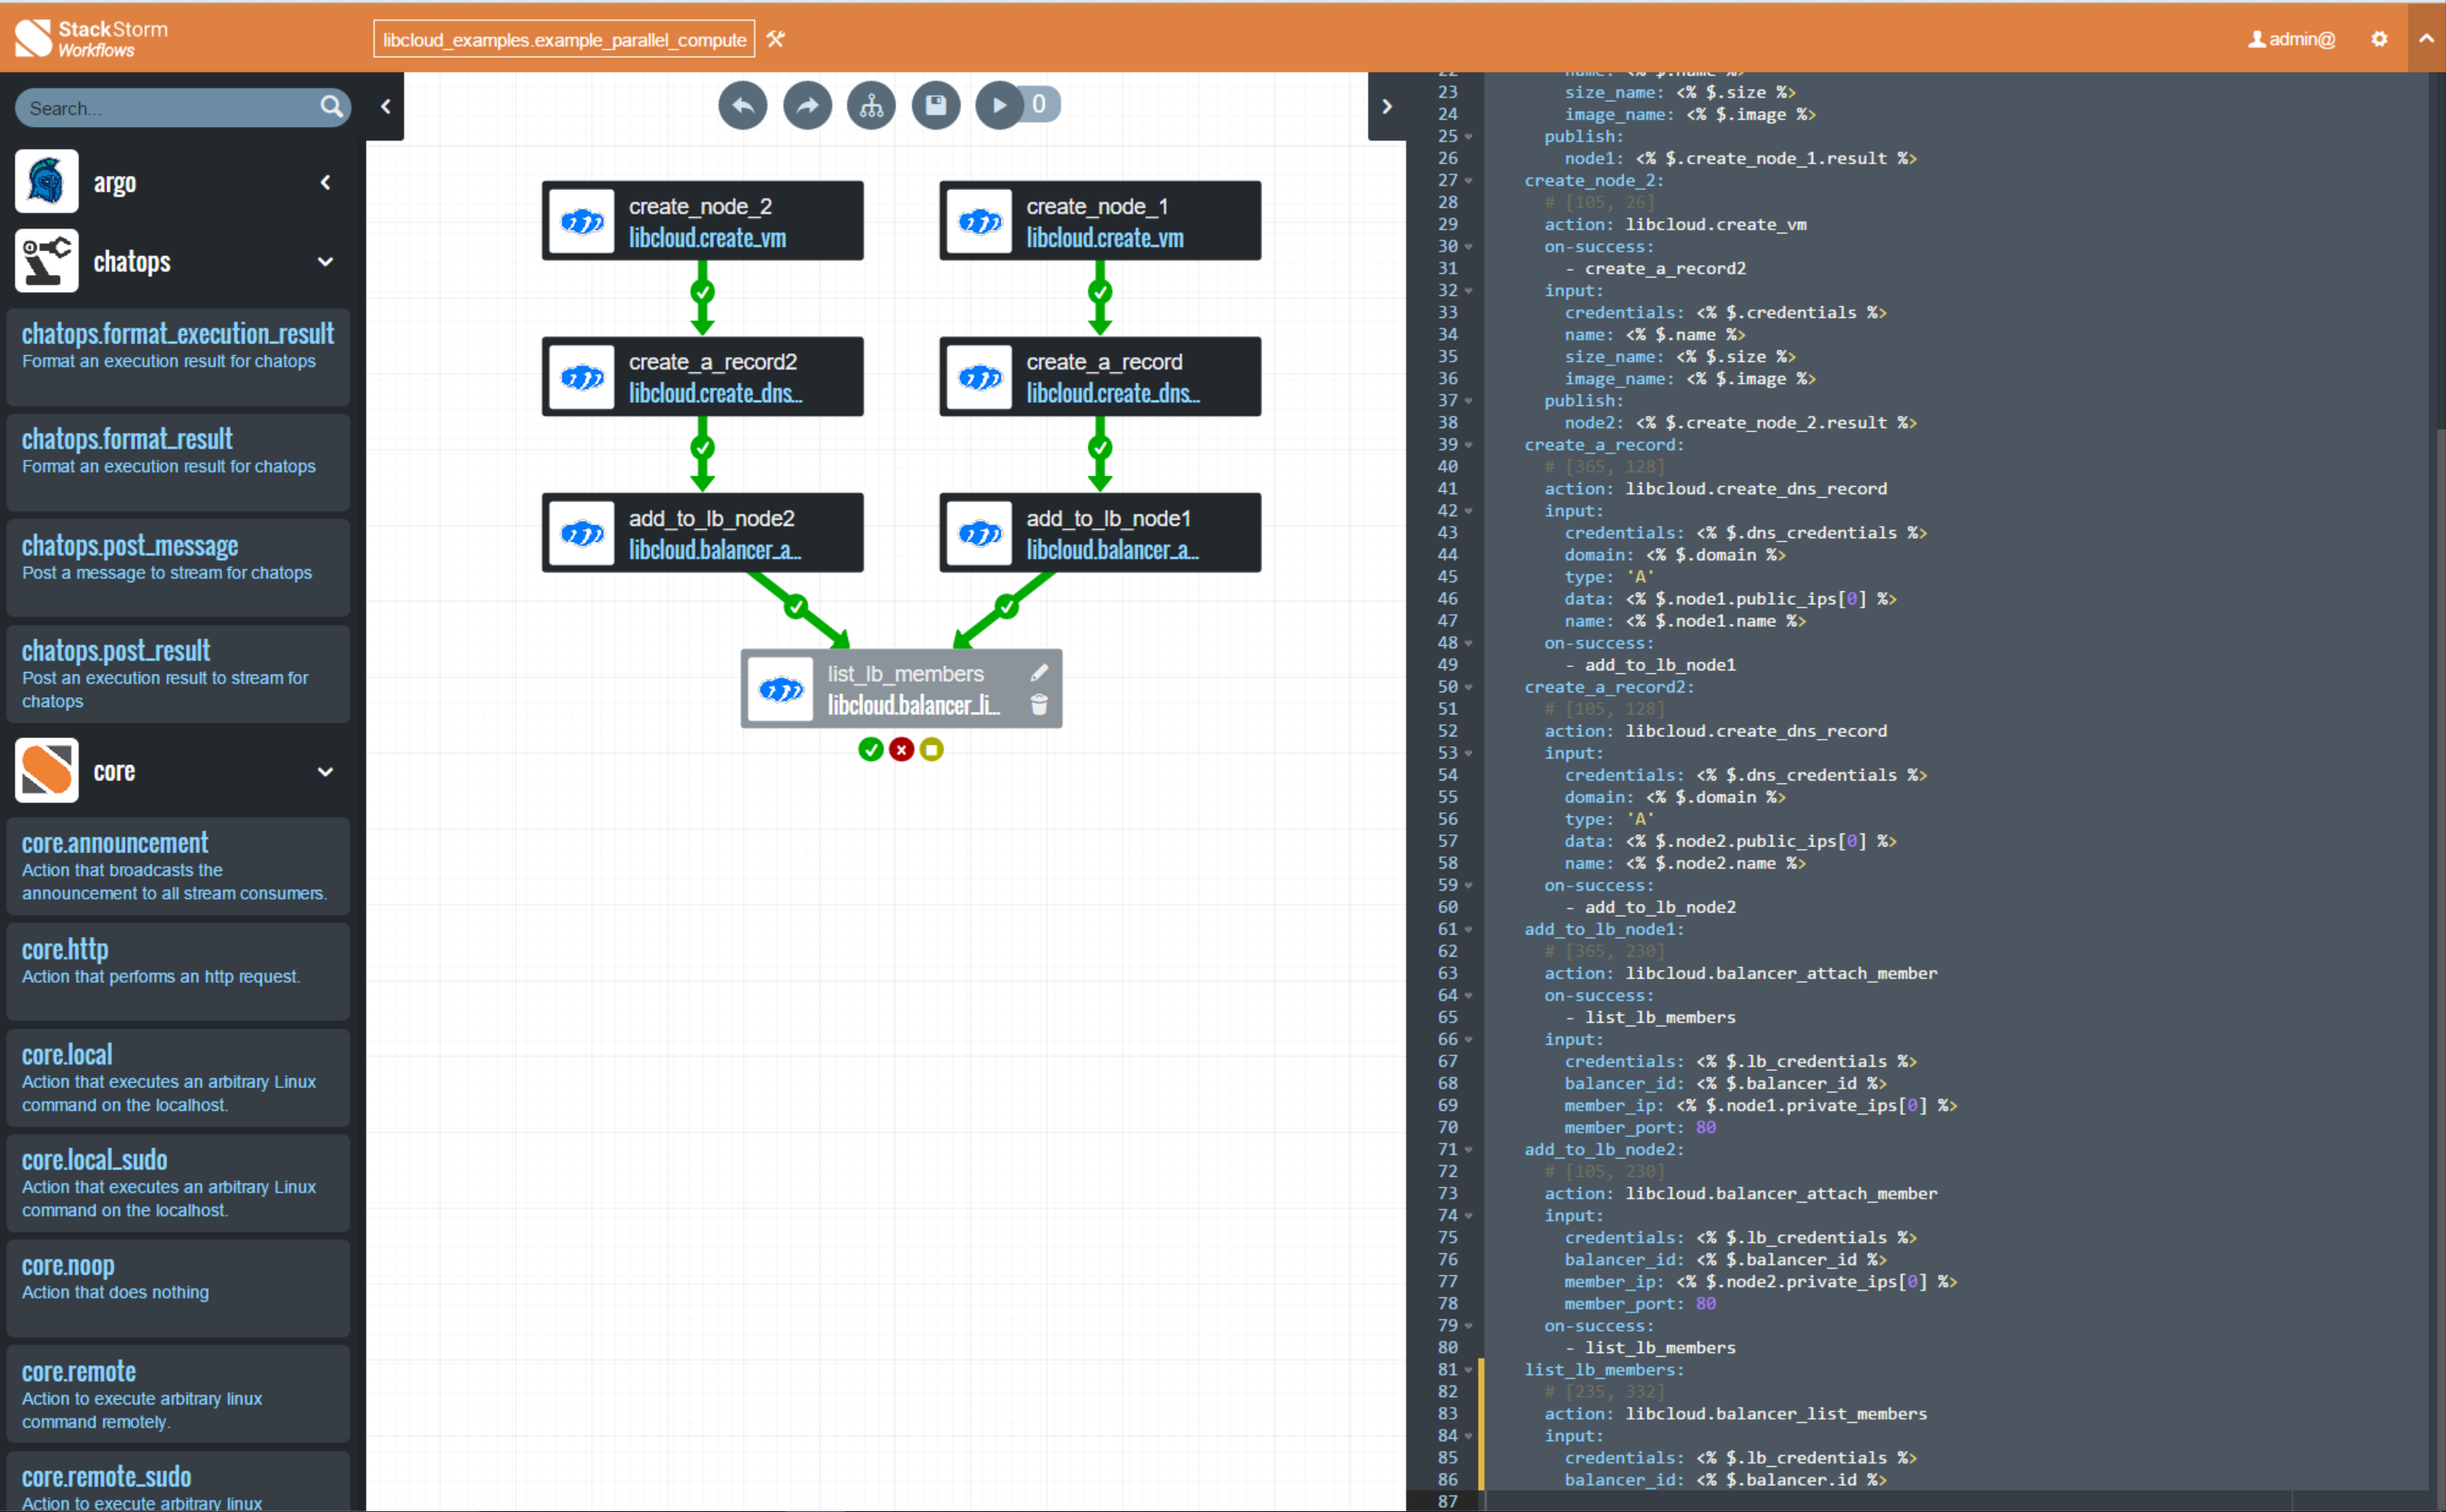 StackStorm
Workflows
libcloud_examples.example_parallel_compute
admin@
Search...
argo
chatops
chatops.format_execution_result
Format an execution result for chatops
chatops.format_result
Format an execution result for chatops
chatops.post_message
Post a message to stream for chatops
chatops.post_result
Post an execution result to stream for
chatops
core
core.announcement
Action that broadcasts the
announcement to all stream consumers.
core.http
Action that performs an http request.
core.local
Action that executes an arbitrary Linux
command on the localhost.
core.local_sudo
Action that executes an arbitrary Linux
command on the localhost.
core.noop
Action that does nothing
core.remote
Action to execute arbitrary linux
command remotely.
core.remote_sudo
Action to execute arbitrary linux
0
create_node_2
libcloud.create_vm
create_node_1
libcloud.create_vm
create_a_record2
libcloud.create_dns...
create_a_record
libcloud.create_dns...
add_to_lb_node2
libcloud.balancer_a...
add_to_lb_node1
libcloud.balancer_a...
list_lb_members
libcloud.balancer_li...
22 name: <% $.name %>
23 size_name: <% $.size %>
24 image_name: <% $.image %>
25 publish:
26 node1: <% $.create_node_1.result %>
27 create_node_2:
28 # [105, 26]
29 action: libcloud.create_vm
30 on-success:
31 - create_a_record2
32 input:
33 credentials: <% $.credentials %>
34 name: <% $.name %>
35 size_name: <% $.size %>
36 image_name: <% $.image %>
37 publish:
38 node2: <% $.create_node_2.result %>
39 create_a_record:
40 # [365, 128]
41 action: libcloud.create_dns_record
42 input:
43 credentials: <% $.dns_credentials %>
44 domain: <% $.domain %>
45 type: 'A'
46 data: <% $.node1.public_ips[0] %>
47 name: <% $.node1.name %>
48 on-success:
49 - add_to_lb_node1
50 create_a_record2:
51 # [105, 128]
52 action: libcloud.create_dns_record
53 input:
54 credentials: <% $.dns_credentials %>
55 domain: <% $.domain %>
56 type: 'A'
57 data: <% $.node2.public_ips[0] %>
58 name: <% $.node2.name %>
59 on-success:
60 - add_to_lb_node2
61 add_to_lb_node1:
62 # [365, 230]
63 action: libcloud.balancer_attach_member
64 on-success:
65 - list_lb_members
66 input:
67 credentials: <% $.lb_credentials %>
68 balancer_id: <% $.balancer_id %>
69 member_ip: <% $.node1.private_ips[0] %>
70 member_port: 80
71 add_to_lb_node2:
72 # [105, 230]
73 action: libcloud.balancer_attach_member
74 input:
75 credentials: <% $.lb_credentials %>
76 balancer_id: <% $.balancer_id %>
77 member_ip: <% $.node2.private_ips[0] %>
78 member_port: 80
79 on-success:
80 - list_lb_members
81 list_lb_members:
82 # [235, 332]
83 action: libcloud.balancer_list_members
84 input:
85 credentials: <% $.lb_credentials %>
86 balancer_id: <% $.balancer.id %>
87